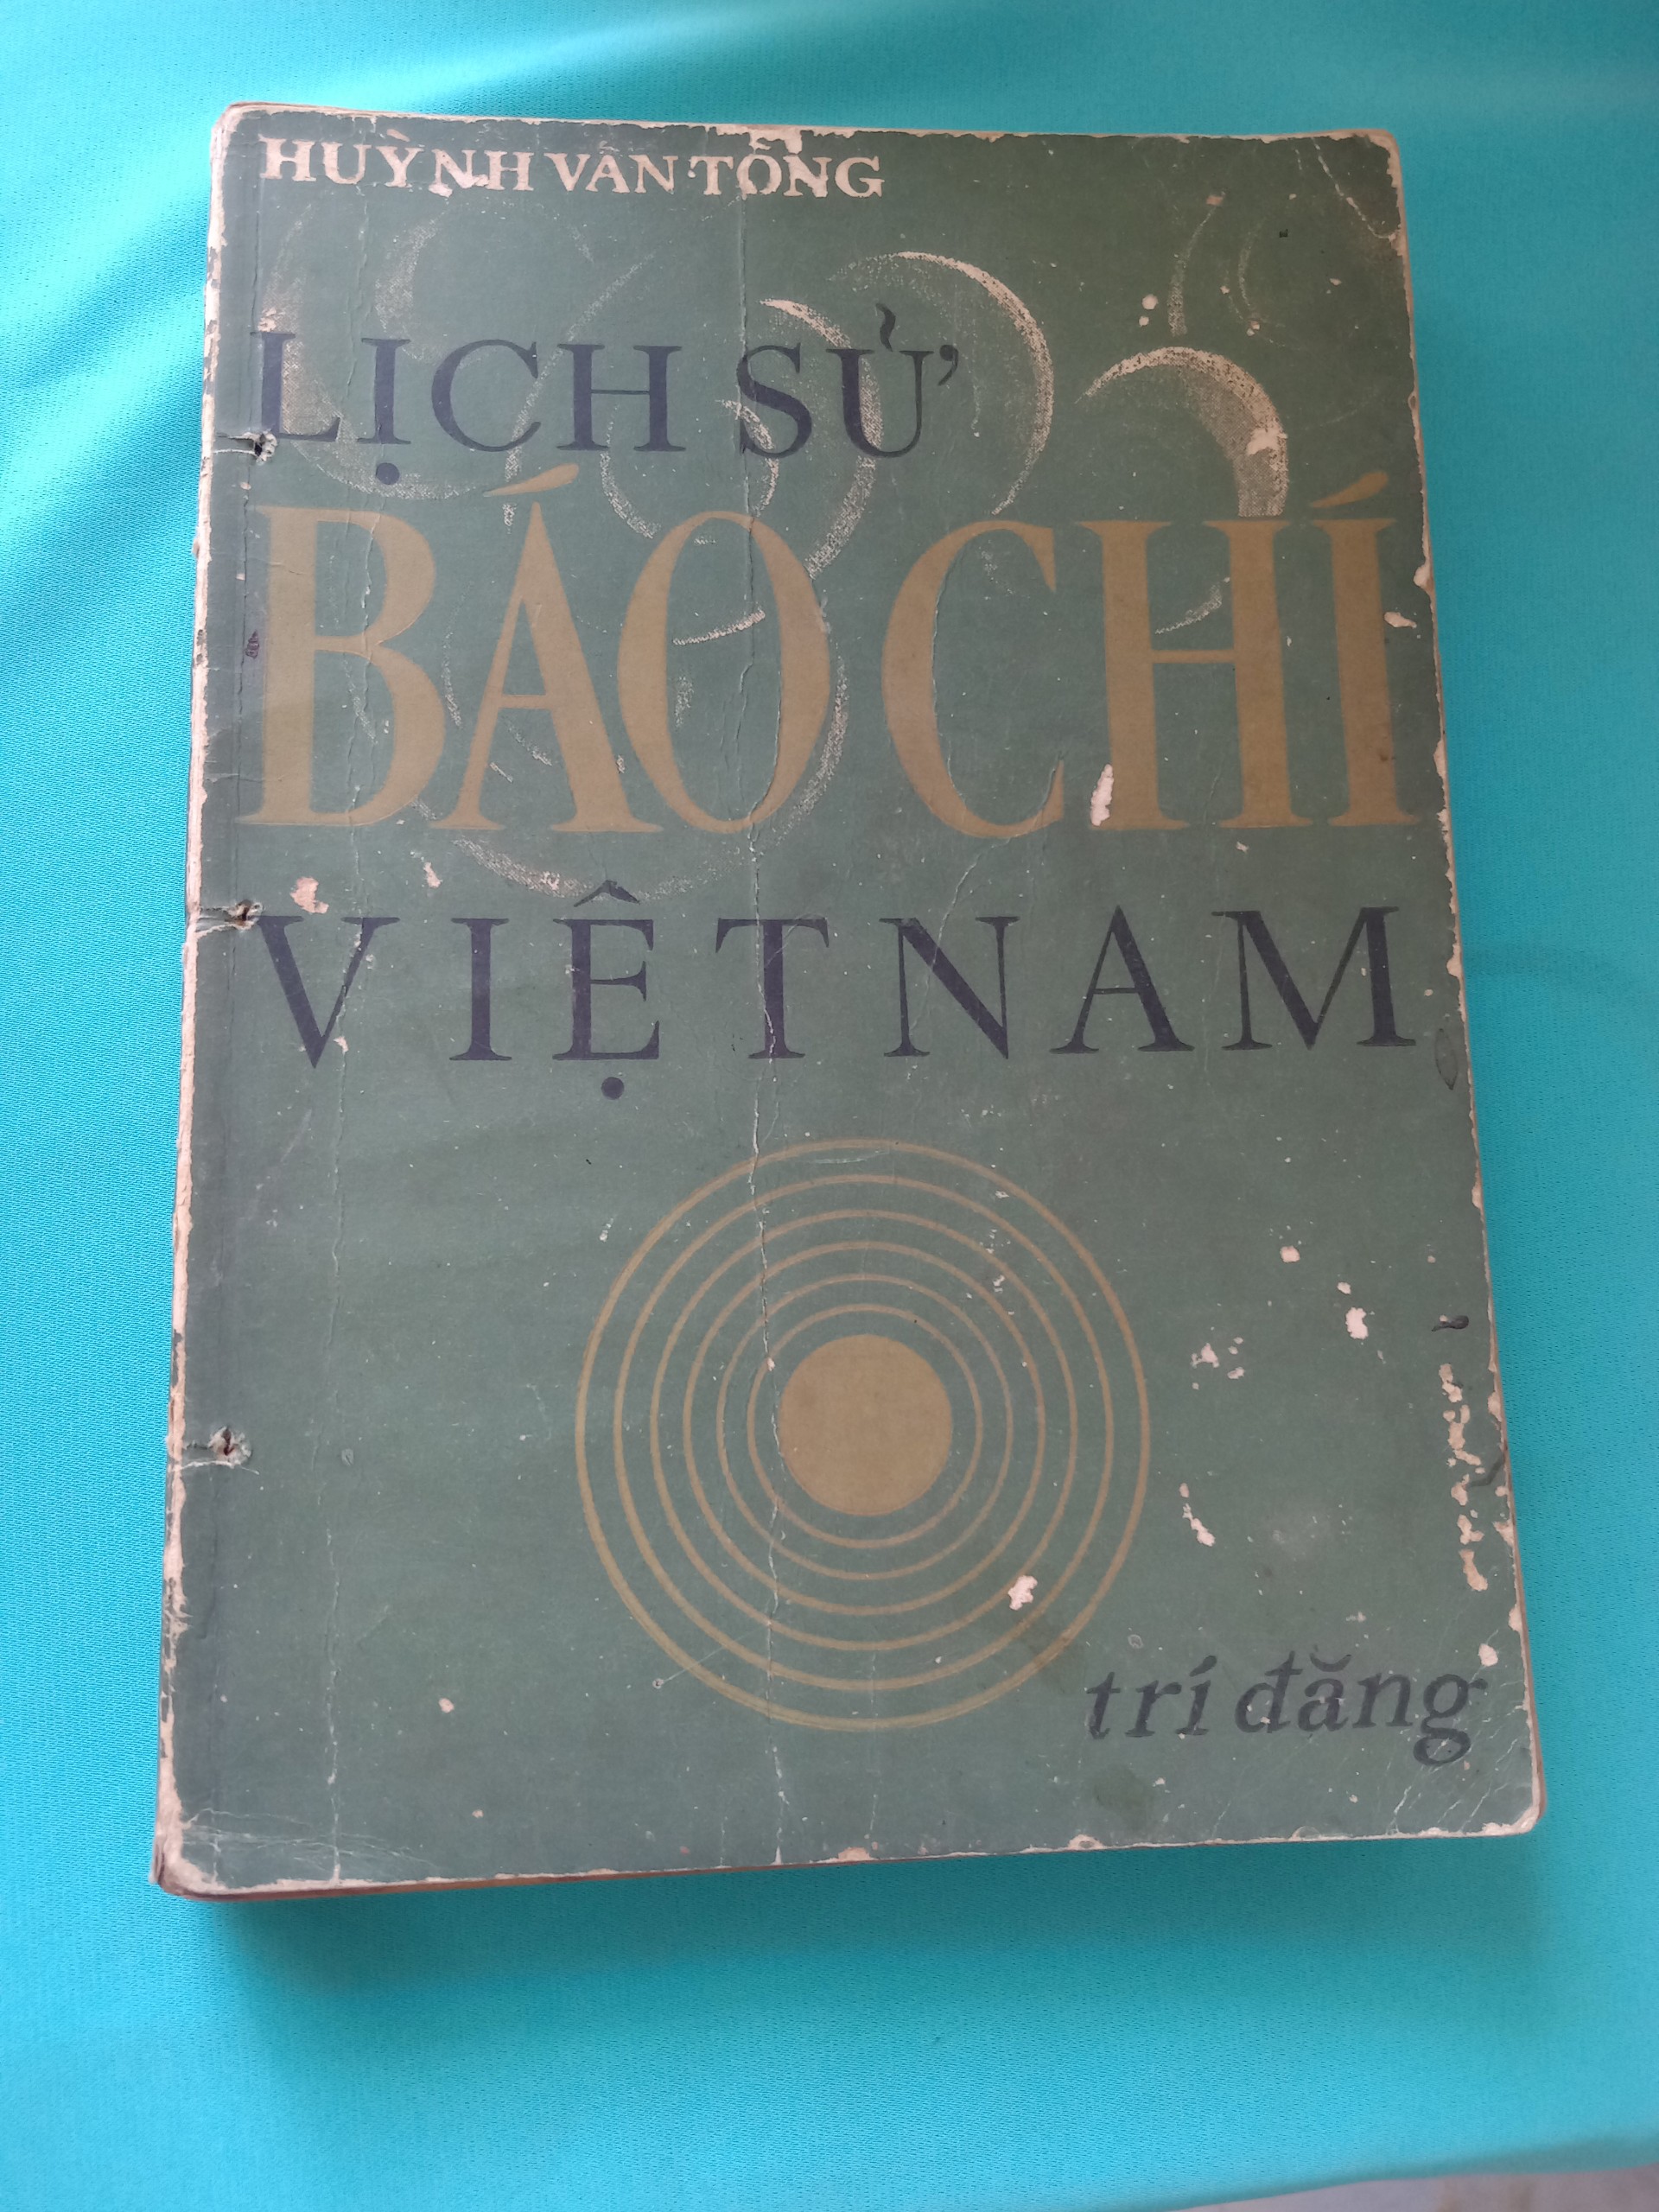 HUỲNH VĂN TÒNG
LỊCH SỬ
BÁO CHÍ
VIỆT NAM
trí đăng